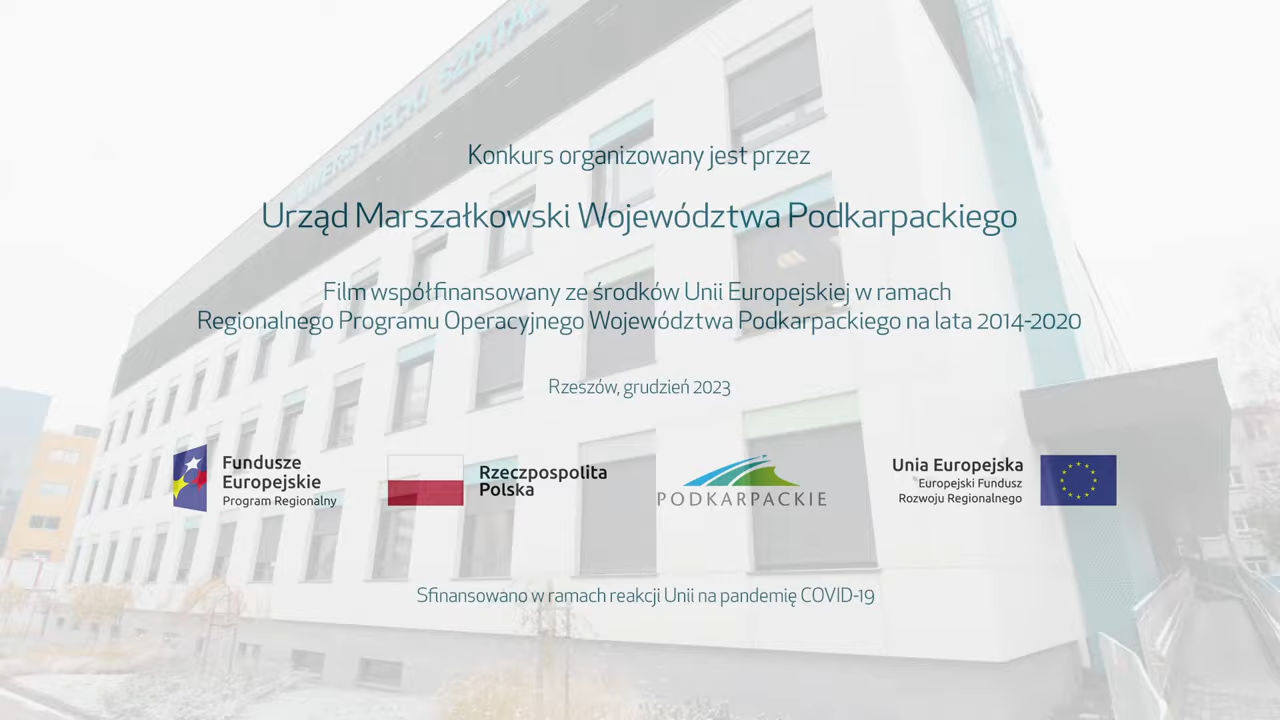 UNIWERSYTECKI SZPITAL
Konkurs organizowany jest przez
Urząd Marszałkowski Województwa Podkarpackiego
Film współfinansowany ze środków Unii Europejskiej w ramach
Regionalnego Programu Operacyjnego Województwa Podkarpackiego na lata 2014-2020
Rzeszów, grudzień 2023
Fundusze
Europejskie
Program Regionalny
Rzeczpospolita
Polska
PODKARPACKIE
Unia Europejska
Europejski Fundusz
Rozwoju Regionalnego
Sfinansowano w ramach reakcji Unii na pandemię COVID-19